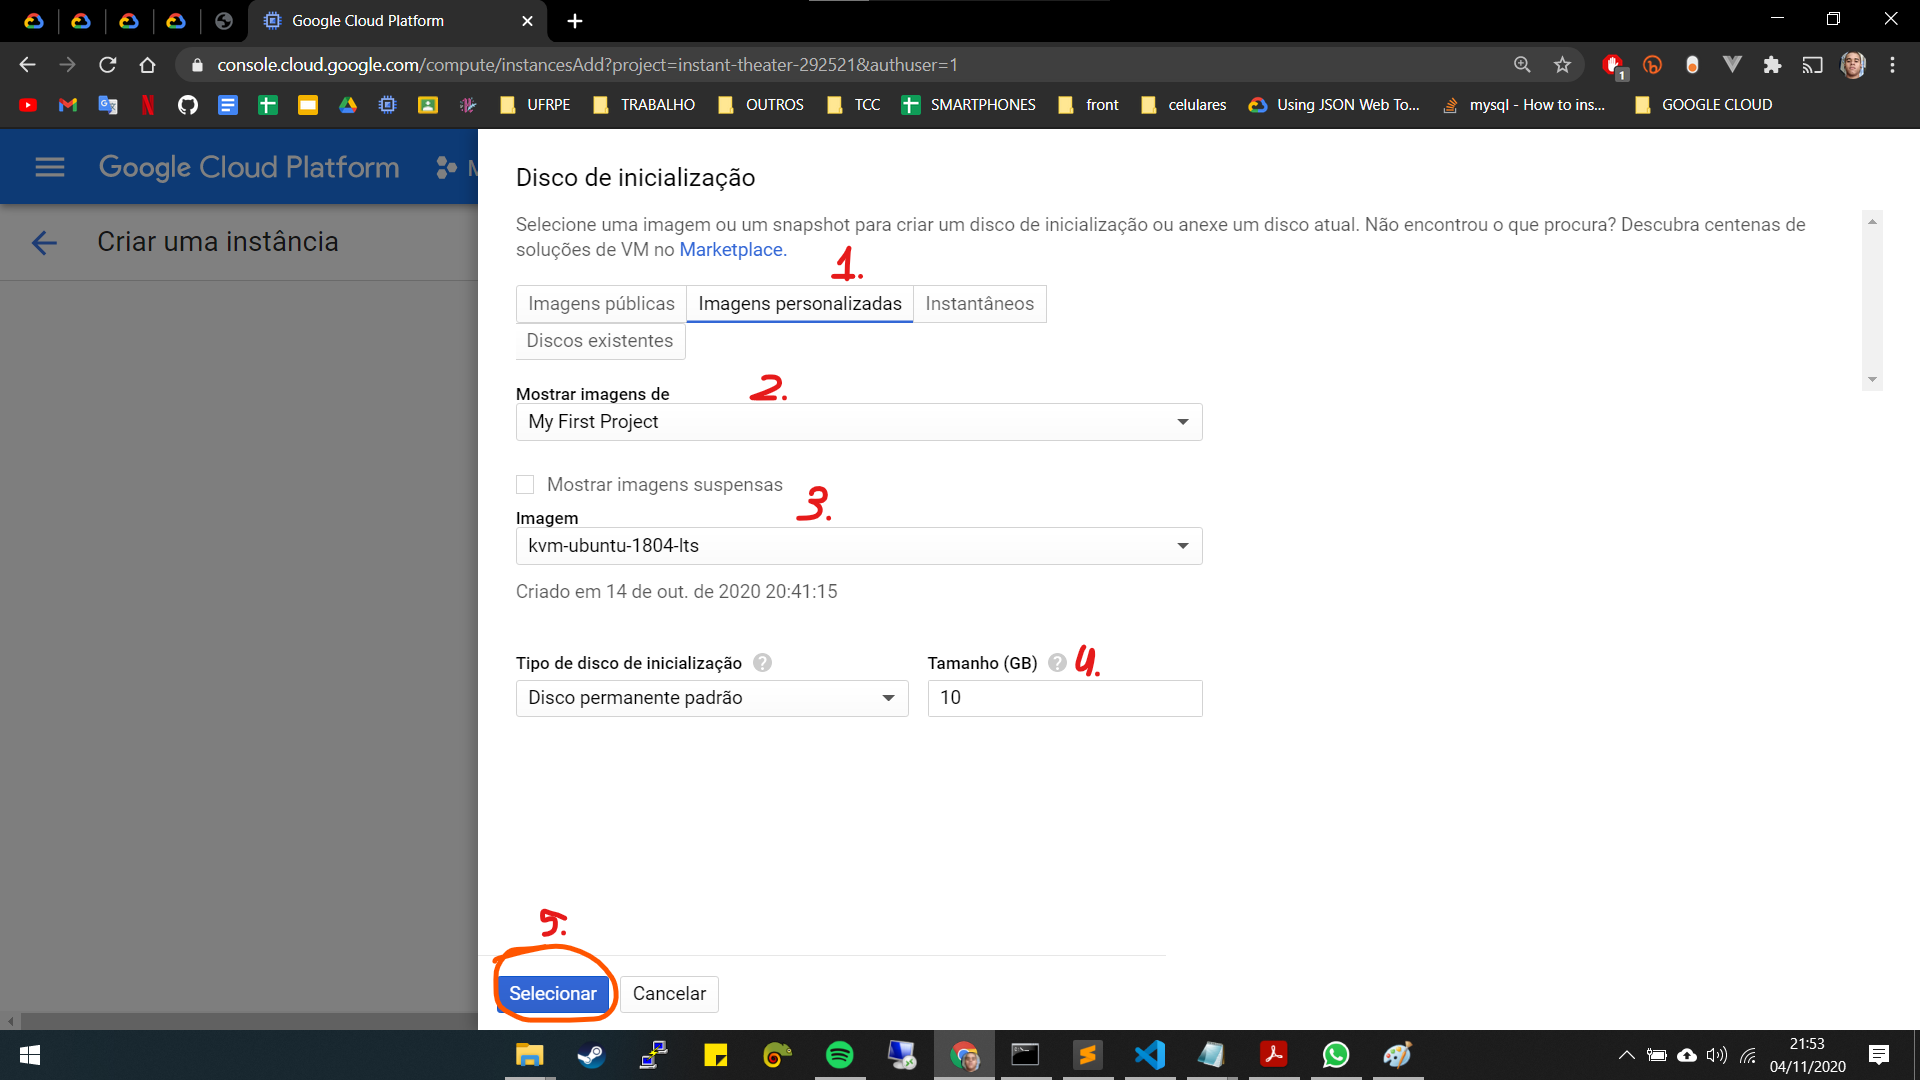 Google Cloud Platform
console.cloud.google.com/compute/instancesAdd?project=instant-theater-292521&authuser=1
1
UFRPE TRABALHO OUTROS TCC SMARTPHONES front celulares Using JSON Web To... mysql - How to ins... GOOGLE CLOUD
Google Cloud Platform M
Criar uma instância
Disco de inicialização
Selecione uma imagem ou um snapshot para criar um disco de inicialização ou anexe um disco atual. Não encontrou o que procura? Descubra centenas de
soluções de VM no Marketplace.
1.
Imagens públicas Imagens personalizadas Instantâneos
Discos existentes
2.
Mostrar imagens de
My First Project
Mostrar imagens suspensas
3.
Imagem
kvm-ubuntu-1804-lts
Criado em 14 de out. de 2020 20:41:15
Tipo de disco de inicialização ? Tamanho (GB) ? 4.
Disco permanente padrão 10
5.
Selecionar Cancelar
21:53
04/11/2020